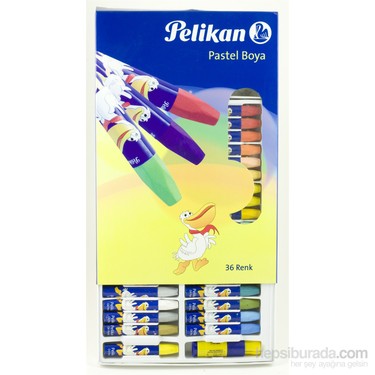 Pelikan
Pastel Boya
36 Renk
hepsiburada.com
her şey ayağına gelsin